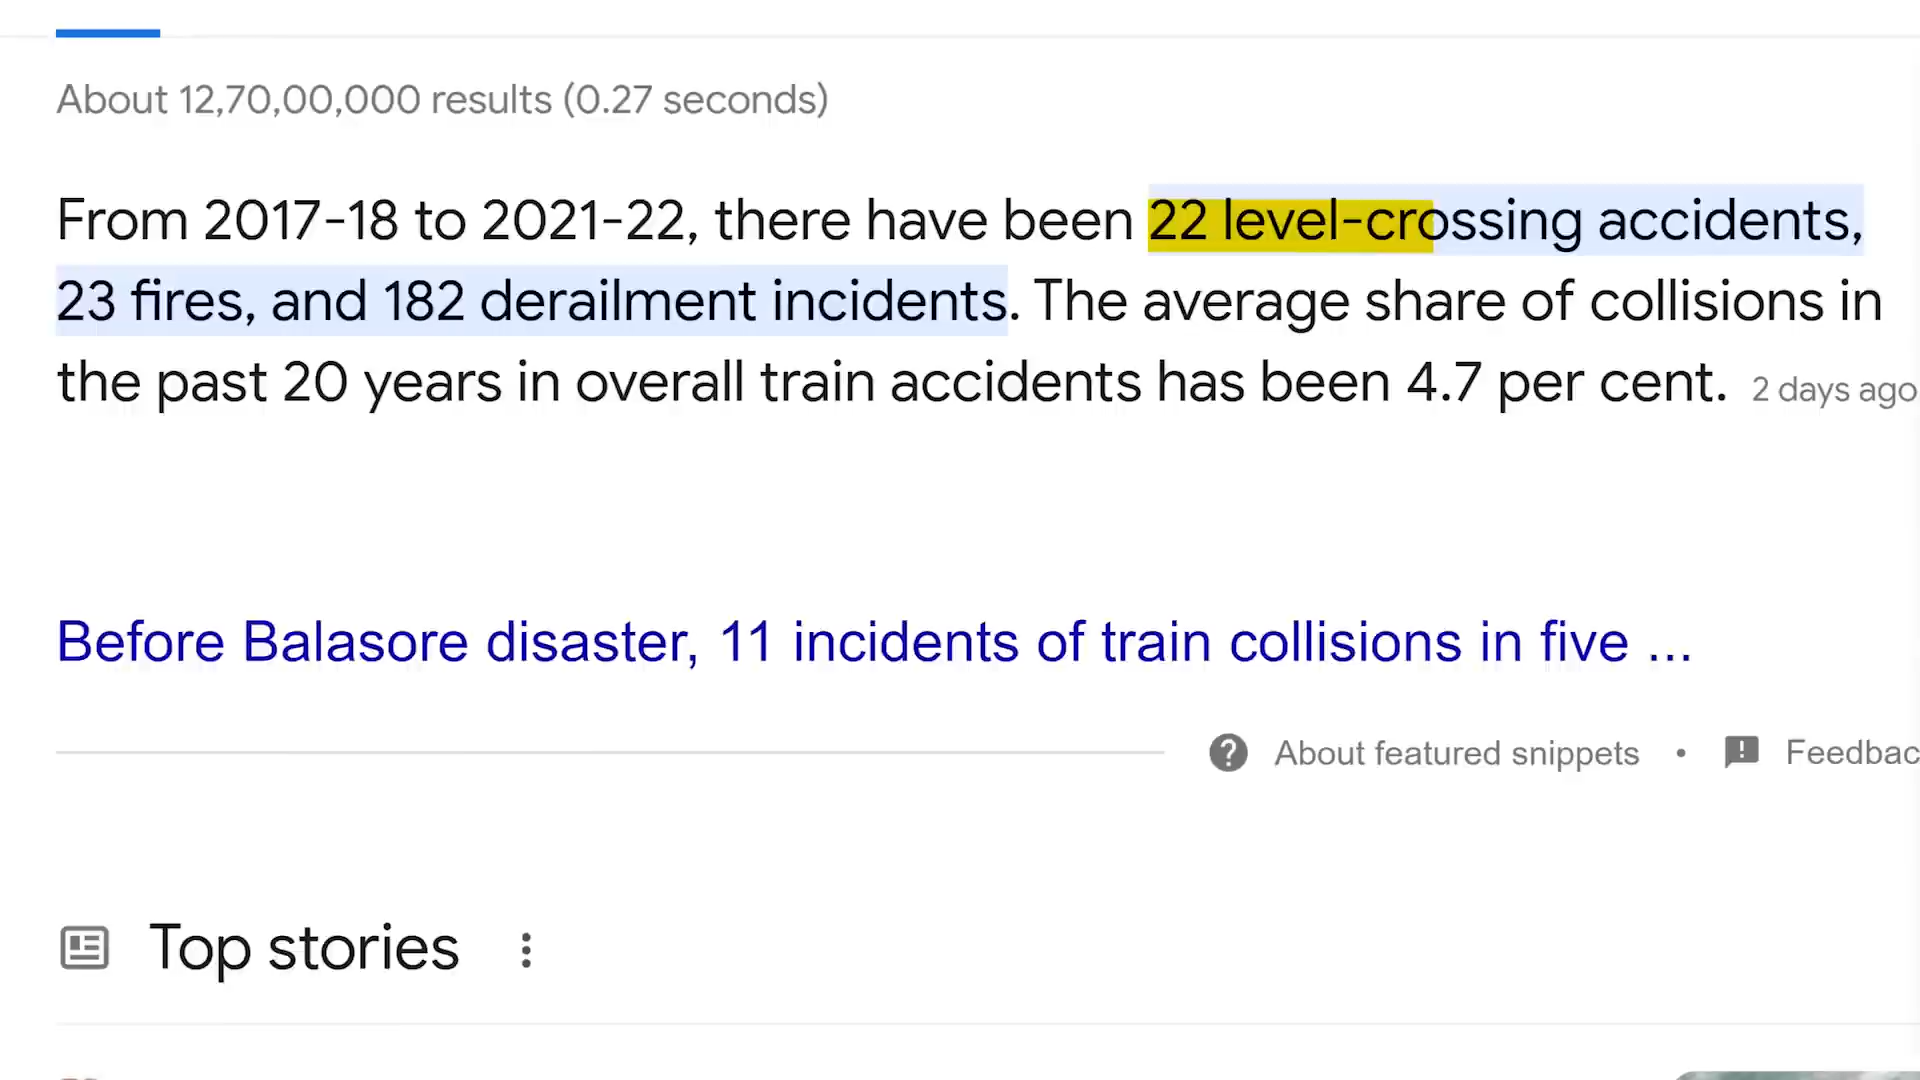 About 12,70,00,000 results (0.27 seconds)
From 2017-18 to 2021-22, there have been 22 level-crossing accidents,
23 fires, and 182 derailment incidents. The average share of collisions in
the past 20 years in overall train accidents has been 4.7 per cent. 2 days ago
Before Balasore disaster, 11 incidents of train collisions in five ...
About featured snippets • Feedbac
Top stories